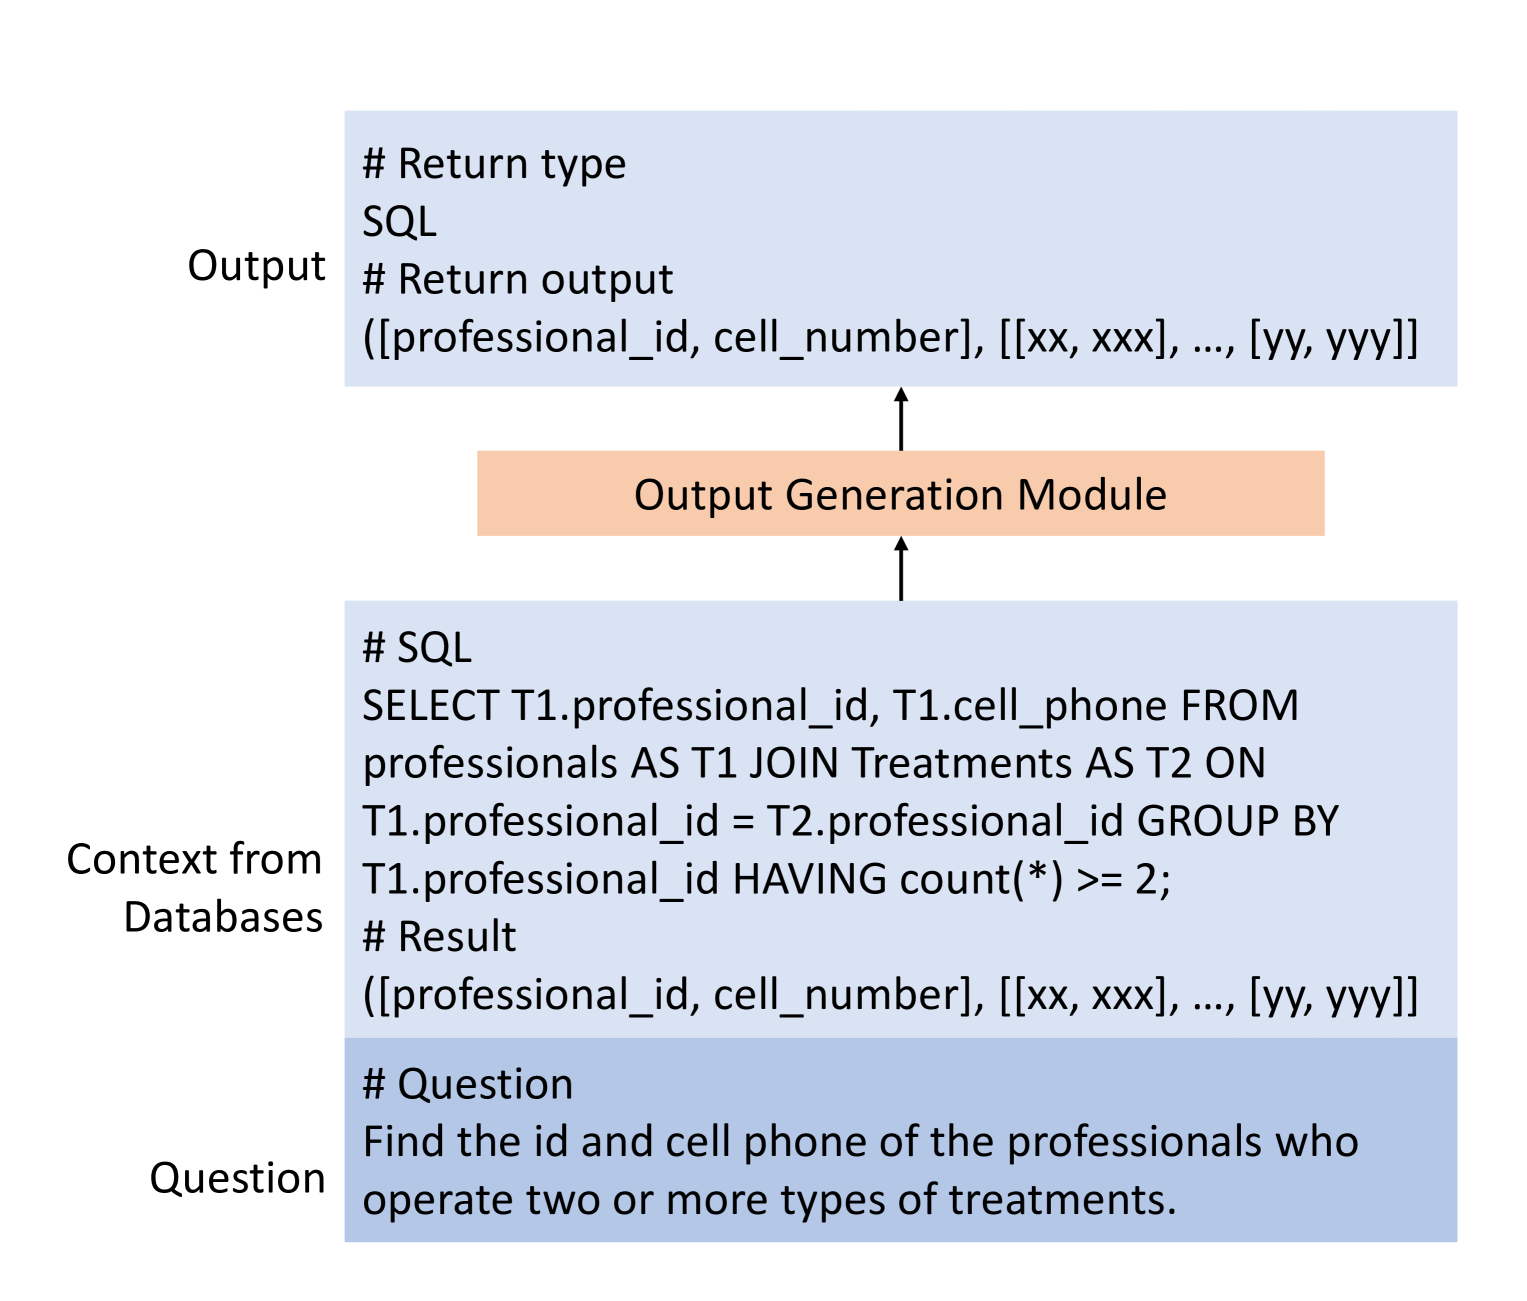 Output
# Return type
SQL
# Return output
([professional_id, cell_number], [[xx, xxx], …, [yy, yyy]]
Output Generation Module
Context from
Databases
# SQL
SELECT T1.professional_id, T1.cell_phone FROM
professionals AS T1 JOIN Treatments AS T2 ON
T1.professional_id = T2.professional_id GROUP BY
T1.professional_id HAVING count(*) >= 2;
# Result
([professional_id, cell_number], [[xx, xxx], …, [yy, yyy]]
Question
# Question
Find the id and cell phone of the professionals who
operate two or more types of treatments.